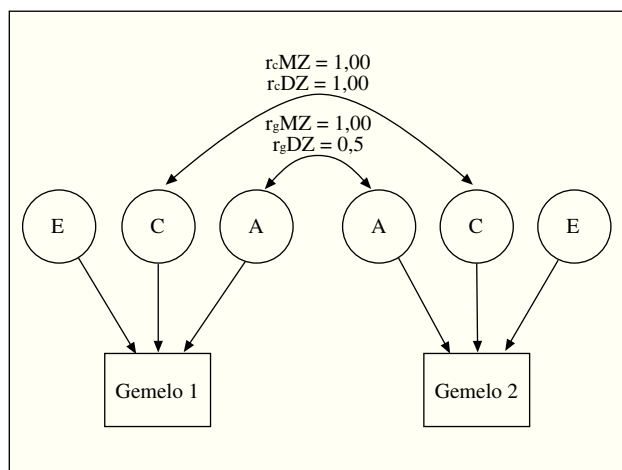 rcMZ = 1,00
rcDZ = 1,00
rgMZ = 1,00
rgDZ = 0,5
E
C
A
A
C
E
Gemelo 1
Gemelo 2